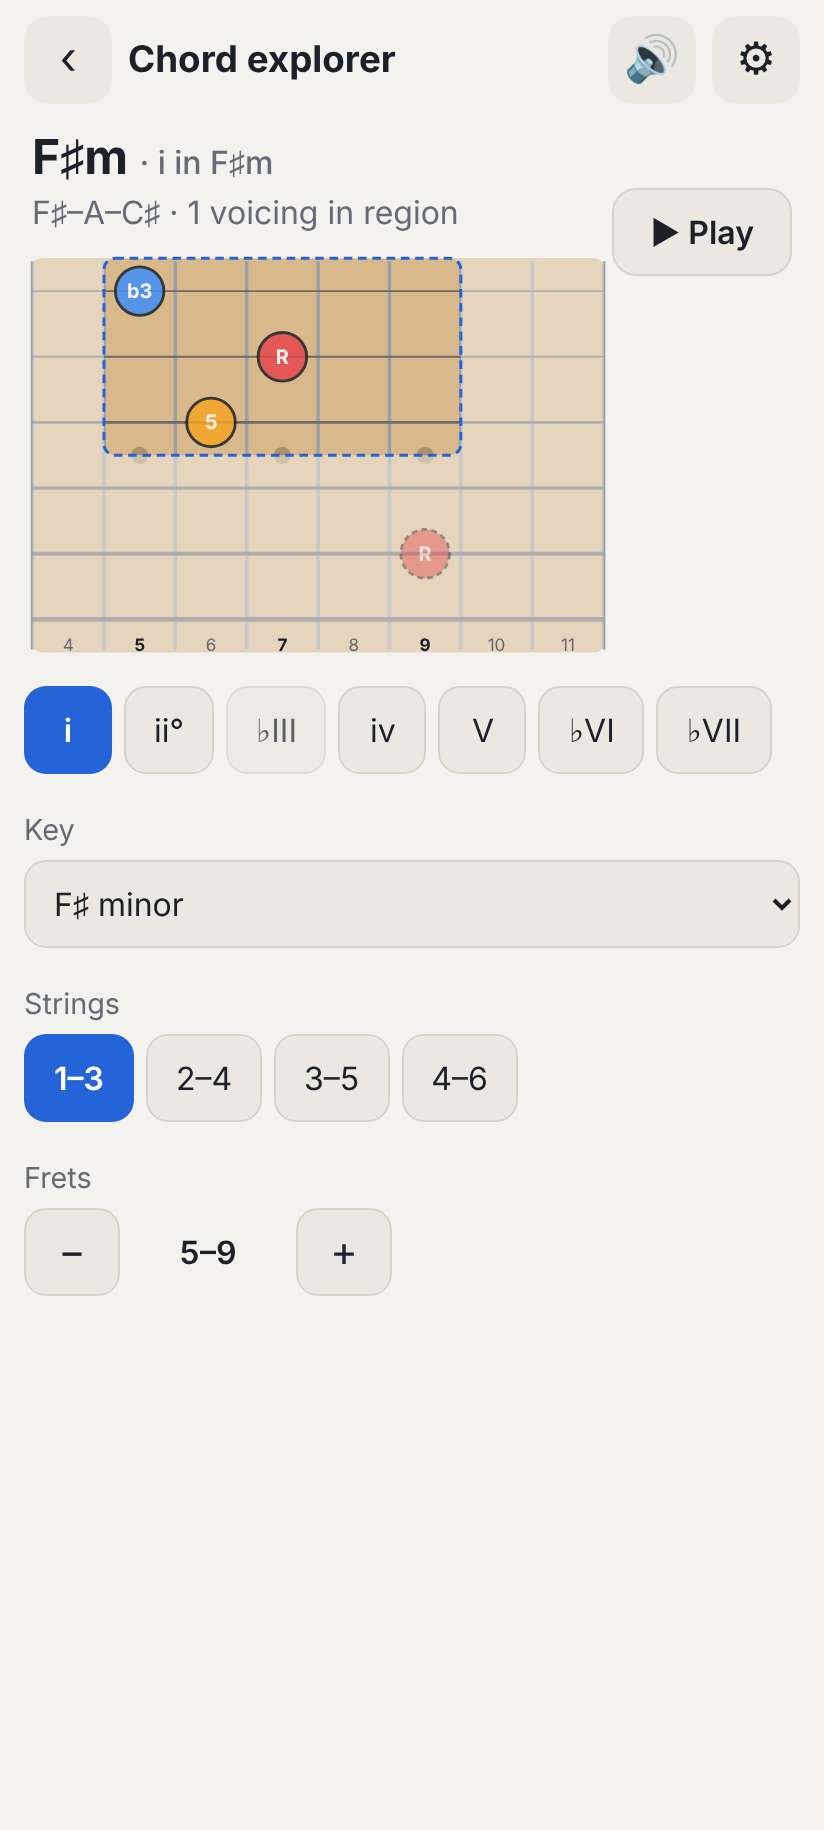 ‹ Chord explorer 🔊 ⚙
F♯m · i in F♯m
F♯–A–C♯ · 1 voicing in region
▶ Play
b3
R
5
R
4 5 6 7 8 9 10 11
i ii° ♭III iv V ♭VI ♭VII
Key
F♯ minor
Strings
1–3 2–4 3–5 4–6
Frets
− 5–9 +